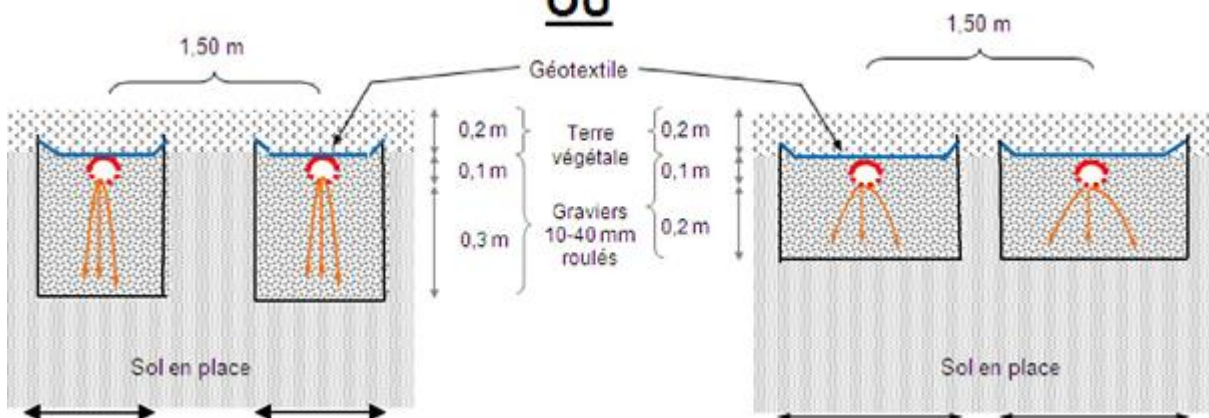 OU
1,50 m
1,50 m
Géotextile
0,2 m
Terre
végétale
0,2 m
0,1 m
0,1 m
Graviers
10-40 mm
roulés
0,3 m
0,2 m
Sol en place
Sol en place